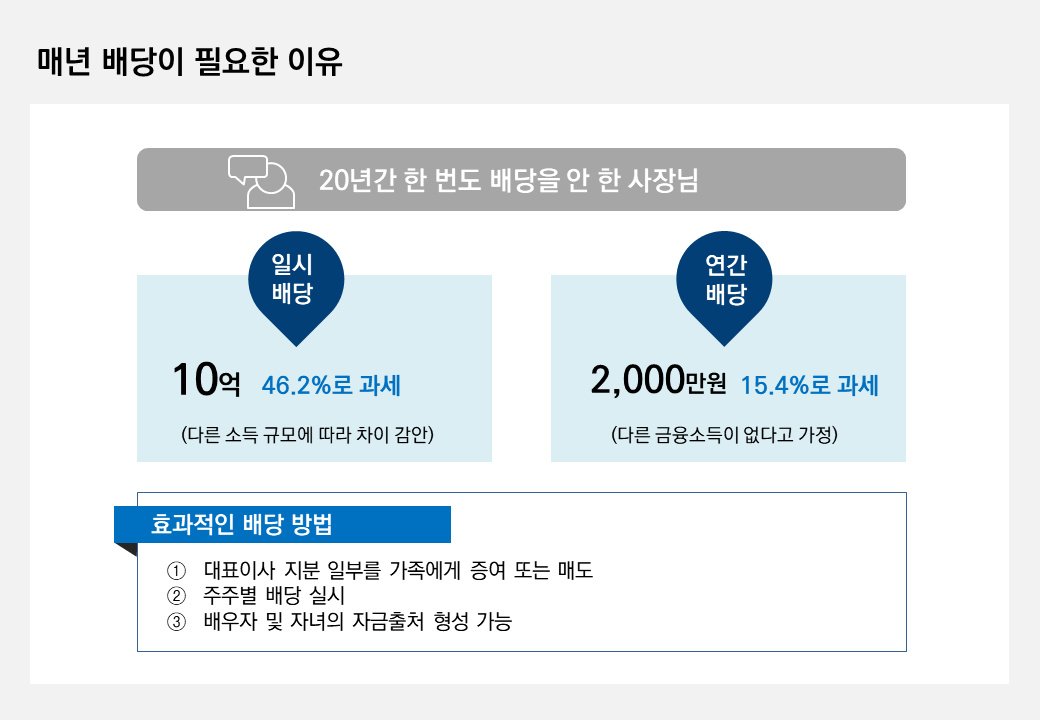 매년 배당이 필요한 이유
20년간 한 번도 배당을 안 한 사장님
일시
배당
10억 46.2%로 과세
(다른 소득 규모에 따라 차이 감안)
연간
배당
2,000만원 15.4%로 과세
(다른 금융소득이 없다고 가정)
효과적인 배당 방법
① 대표이사 지분 일부를 가족에게 증여 또는 매도
② 주주별 배당 실시
③ 배우자 및 자녀의 자금출처 형성 가능